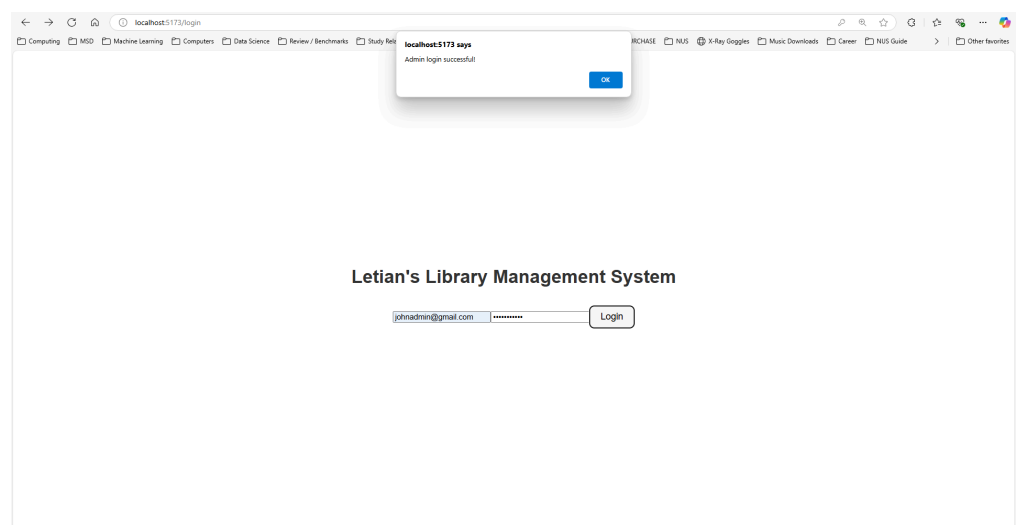 localhost:5173/login
Computing MSD Machine Learning Computers Data Science Review / Benchmarks Study Rela RCHASE NUS X-Ray Goggles Music Downloads Career NUS Guide Other favorites
localhost:5173 says
Admin login successful!
OK
Letian's Library Management System
johnadmin@gmail.com ••••••••••• Login